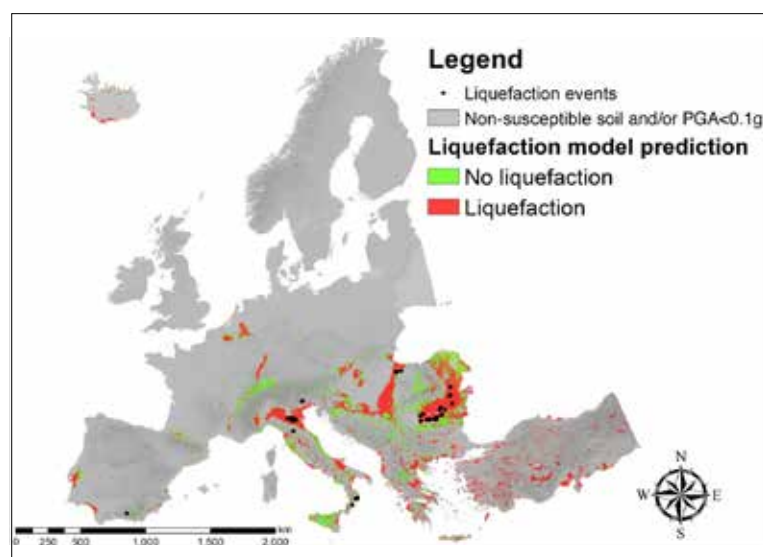 Legend
Liquefaction events
Non-susceptible soil and/or PGA<0.1g
Liquefaction model prediction
No liquefaction
Liquefaction
N
W E
S
0 250 500 1.000 1.500 2.000
km